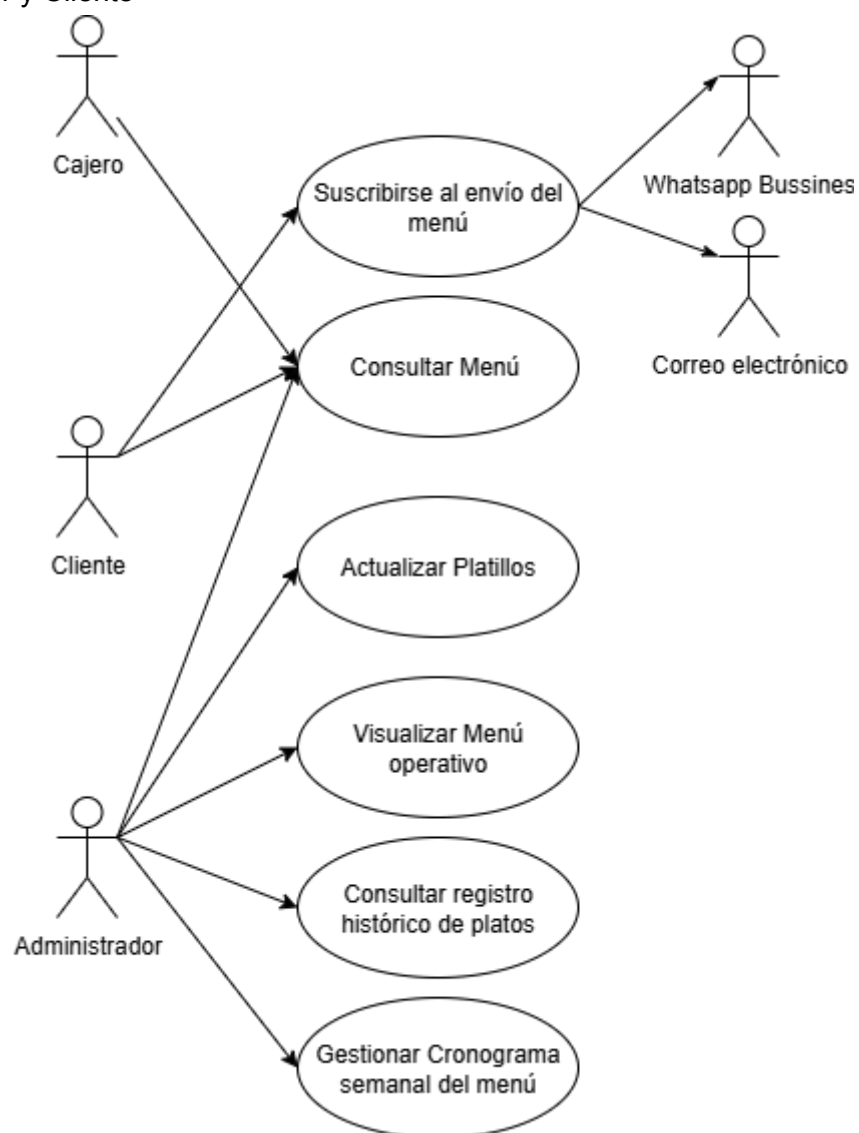 y Cliente
Cajero
Suscribirse al envío del
menú
Whatsapp Bussines
Consultar Menú
Correo electrónico
Cliente
Actualizar Platillos
Visualizar Menú
operativo
Administrador
Consultar registro
histórico de platos
Gestionar Cronograma
semanal del menú